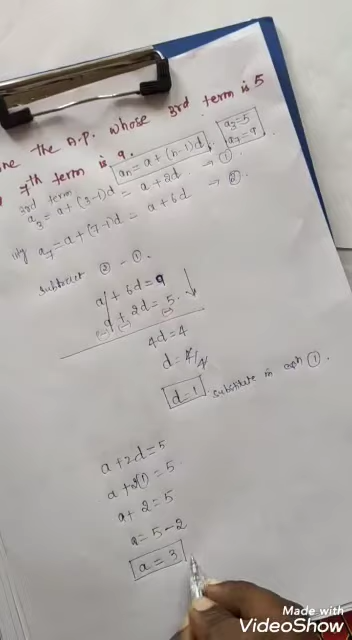 ne the A.P. whose 3rd term is 5
7th term is 9. aₙ = a + (n-1)d. a₃=5 a₇=9.
3rd term
a₃ = a + (3-1)d = a + 2d → ①
llly a₇ = a + (7-1)d = a + 6d → ②.
Subtract ② - ①.
a + 6d = 9
a + 2d = 5.
(-) (-) (-)
4d = 4
d = 4/4
d = 1. substitute in eqn ①.
a + 2d = 5
a + 2(1) = 5.
a + 2 = 5
a = 5 - 2
a = 3
Made with
VideoShow